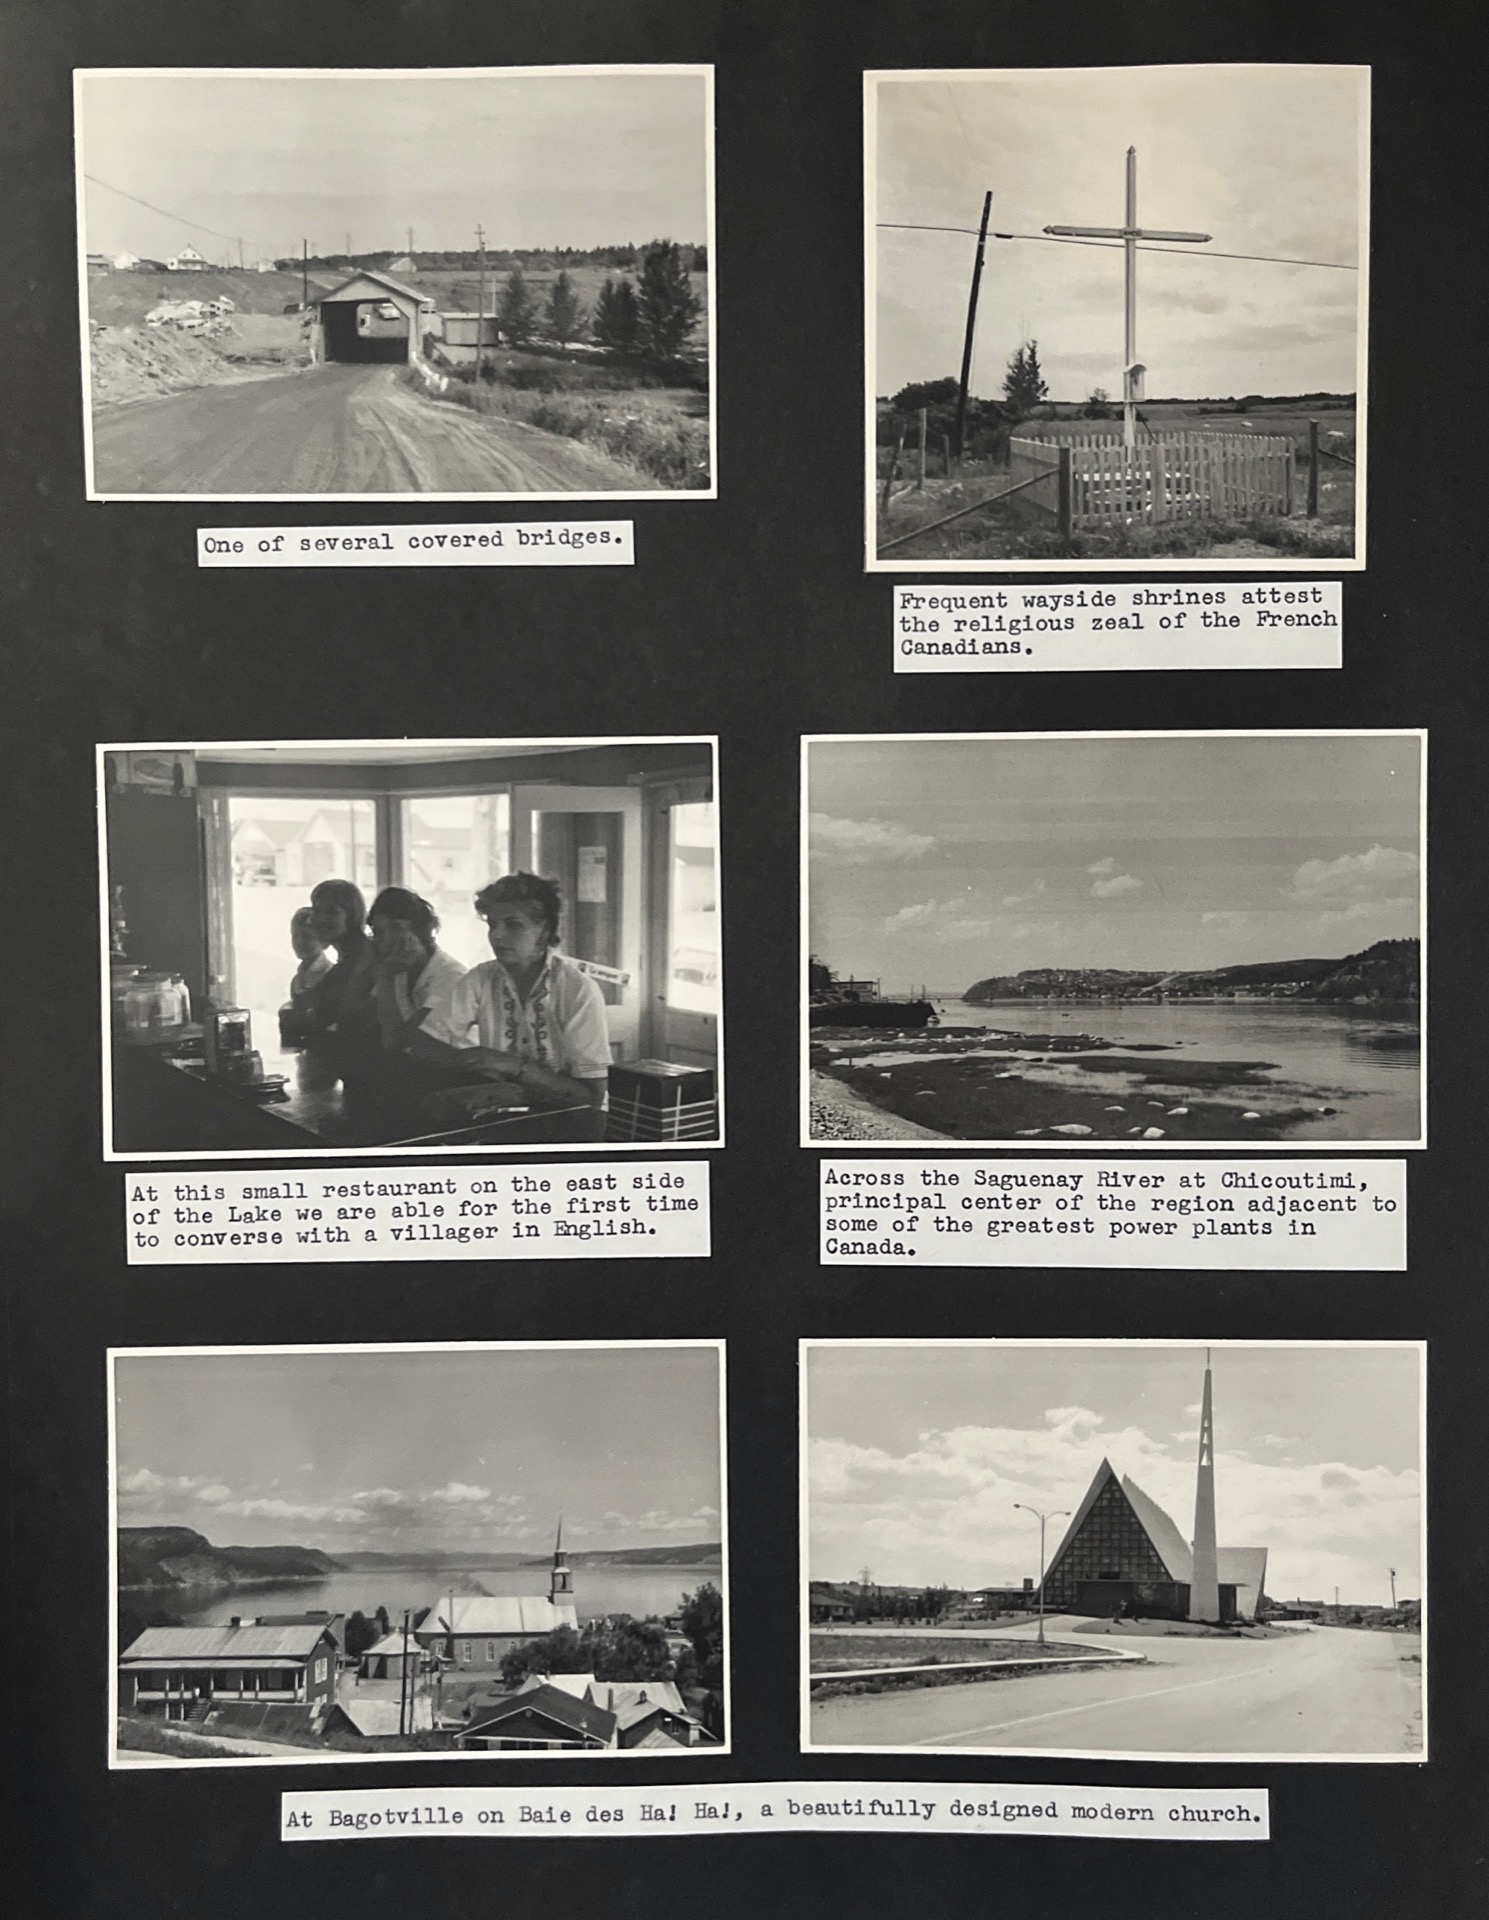 One of several covered bridges.
Frequent wayside shrines attest
the religious zeal of the French
Canadians.
At this small restaurant on the east side
of the Lake we are able for the first time
to converse with a villager in English.
Across the Saguenay River at Chicoutimi,
principal center of the region adjacent to
some of the greatest power plants in
Canada.
At Bagotville on Baie des Ha! Ha!, a beautifully designed modern church.